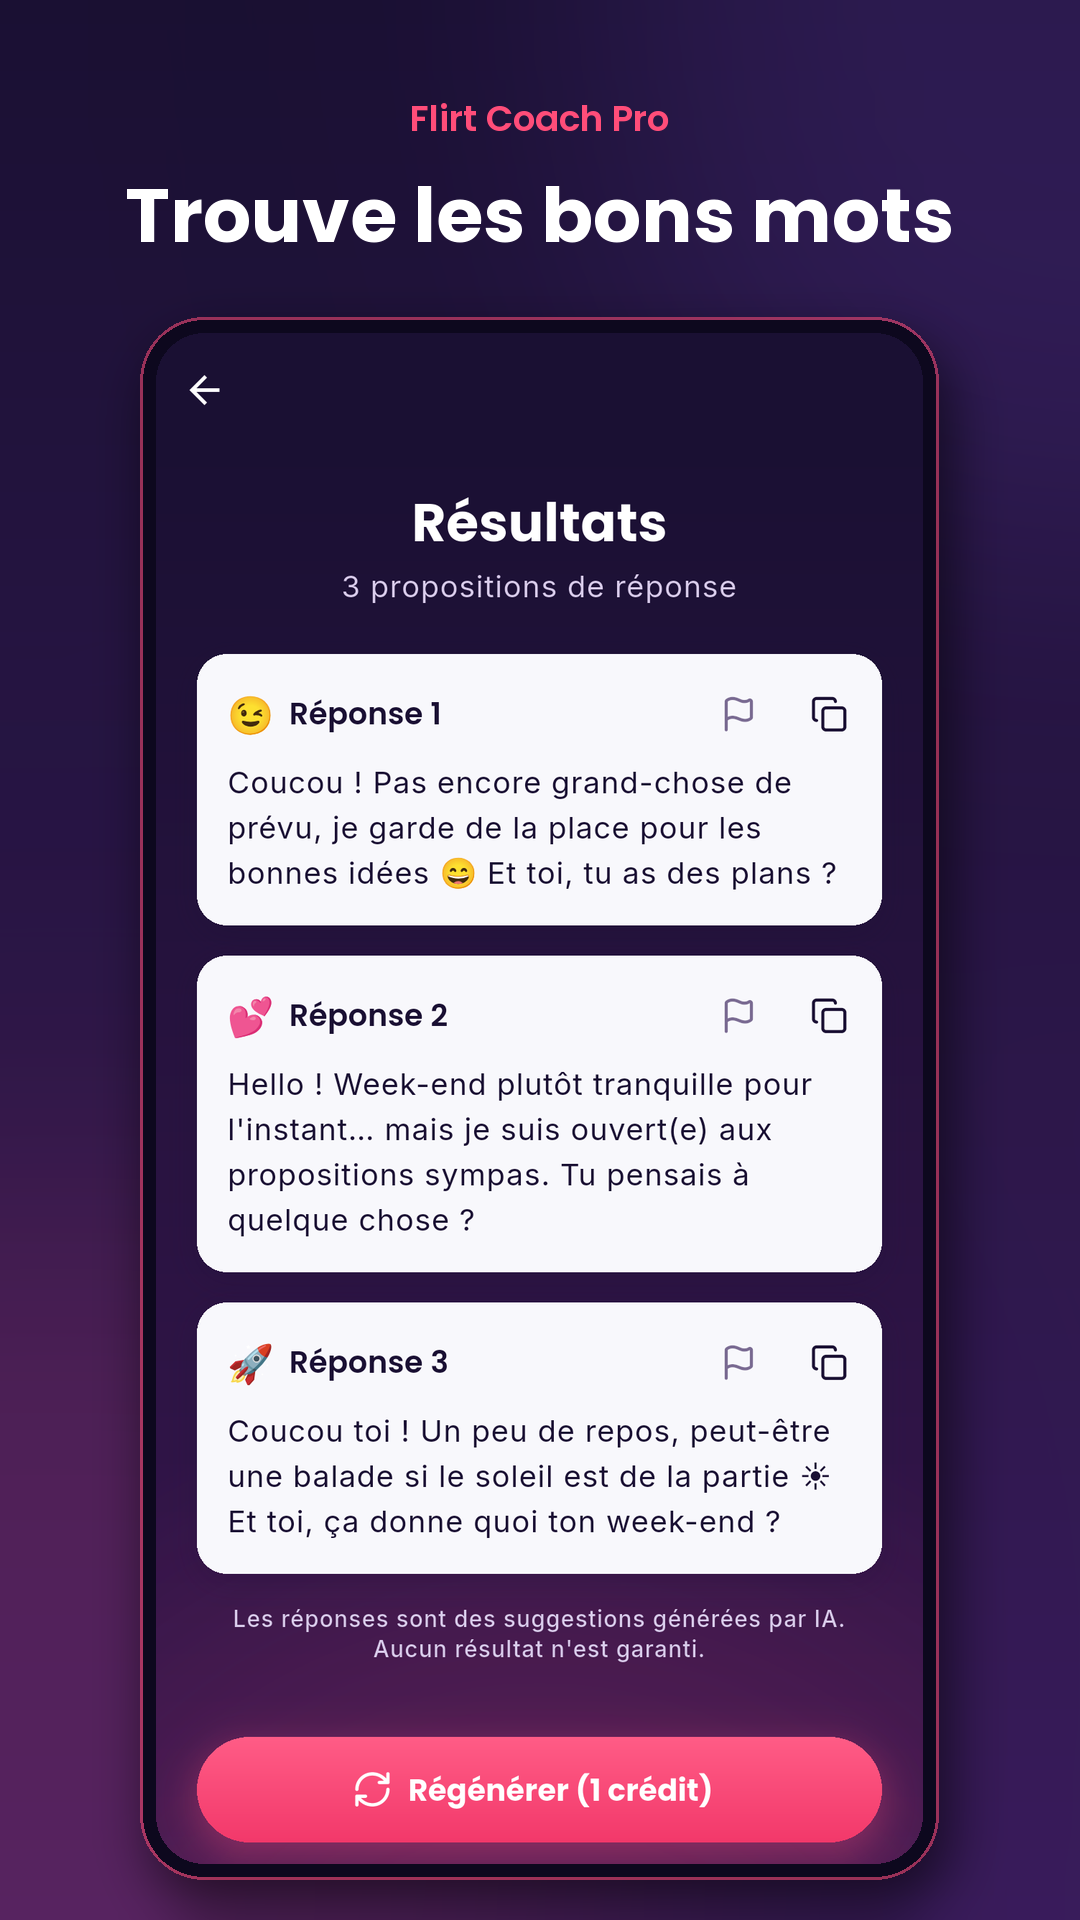 Flirt Coach Pro
Trouve les bons mots
Résultats
3 propositions de réponse
😉 Réponse 1
Coucou ! Pas encore grand-chose de
prévu, je garde de la place pour les
bonnes idées 😄 Et toi, tu as des plans ?
💕 Réponse 2
Hello ! Week-end plutôt tranquille pour
l'instant... mais je suis ouvert(e) aux
propositions sympas. Tu pensais à
quelque chose ?
🚀 Réponse 3
Coucou toi ! Un peu de repos, peut-être
une balade si le soleil est de la partie ☀
Et toi, ça donne quoi ton week-end ?
Les réponses sont des suggestions générées par IA.
Aucun résultat n'est garanti.
Régénérer (1 crédit)